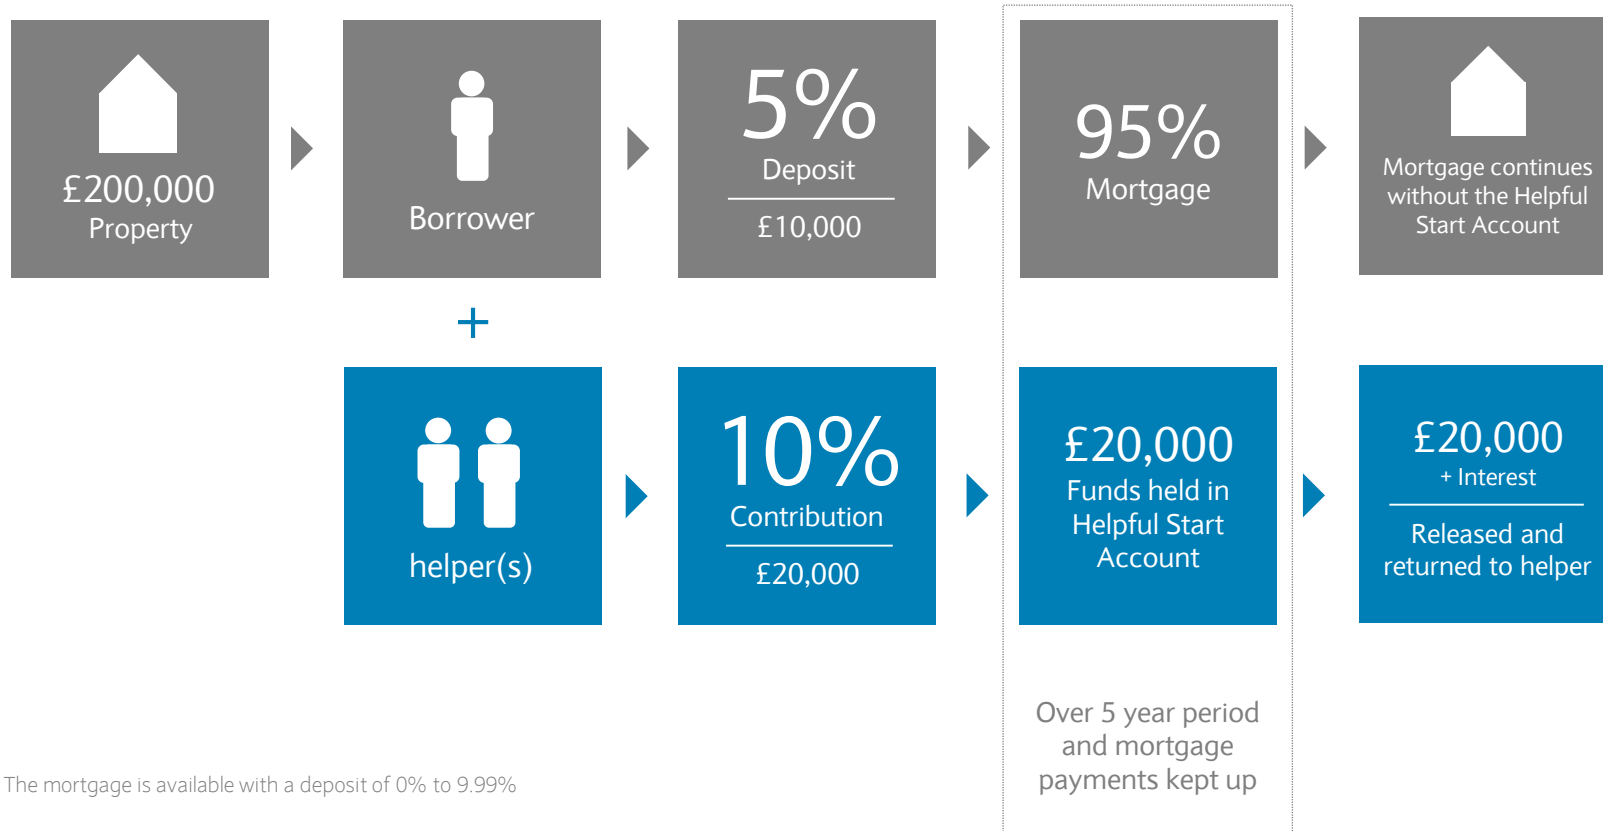 £200,000
Property
Borrower
5%
Deposit
£10,000
95%
Mortgage
Mortgage continues
without the Helpful
Start Account
+
helper(s)
10%
Contribution
£20,000
£20,000
Funds held in
Helpful Start
Account
£20,000
+ Interest
Released and
returned to helper
Over 5 year period
and mortgage
payments kept up
The mortgage is available with a deposit of 0% to 9.99%